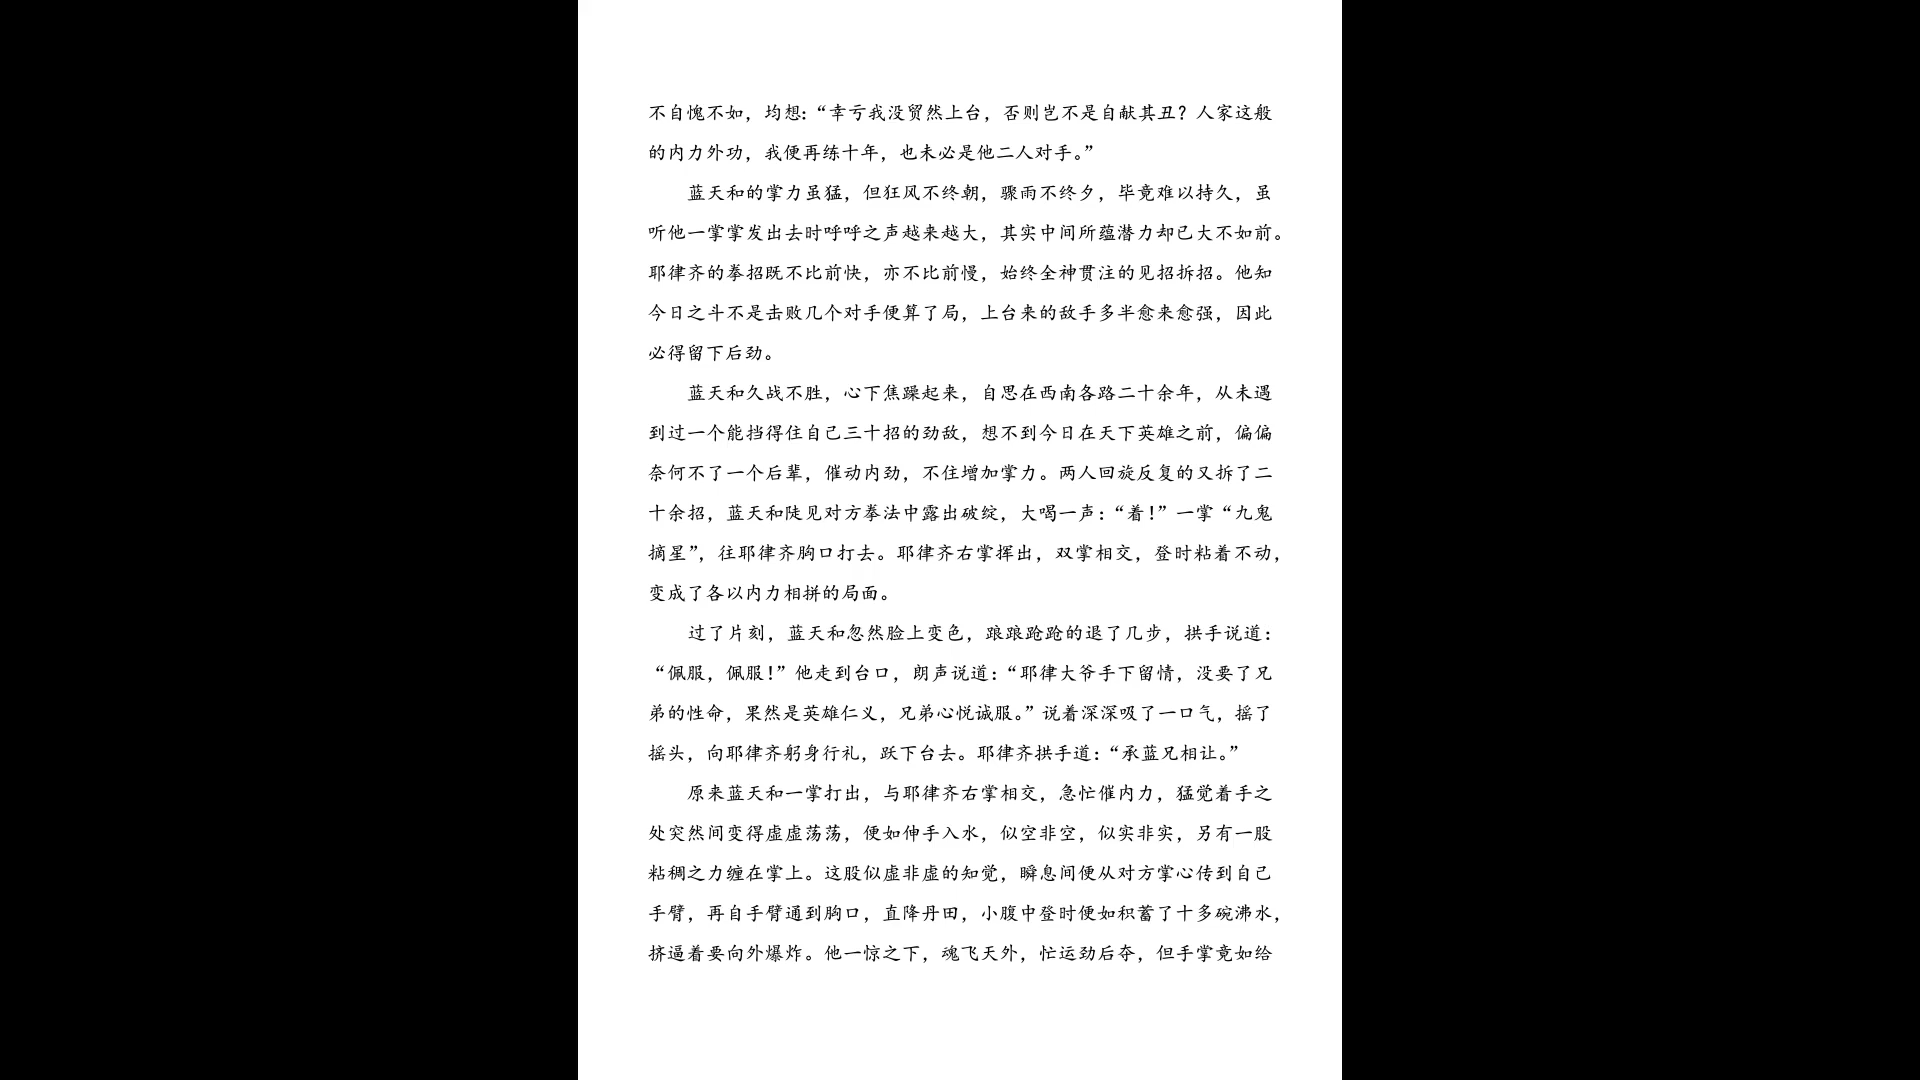 不自愧不如，均想：“幸亏我没贸然上台，否则岂不是自献其丑？人家这般
的内力外功，我便再练十年，也未必是他二人对手。”
蓝天和的掌力虽猛，但狂风不终朝，骤雨不终夕，毕竟难以持久，虽
听他一掌掌发出去时呼呼之声越来越大，其实中间所蕴潜力却已大不如前。
耶律齐的拳招既不比前快，亦不比前慢，始终全神贯注的见招拆招。他知
今日之斗不是击败几个对手便算了局，上台来的敌手多半愈来愈强，因此
必得留下后劲。
蓝天和久战不胜，心下焦躁起来，自思在西南各路二十余年，从未遇
到过一个能挡得住自己三十招的劲敌，想不到今日在天下英雄之前，偏偏
奈何不了一个后辈，催动内劲，不住增加掌力。两人回旋反复的又拆了二
十余招，蓝天和陡见对方拳法中露出破绽，大喝一声：“着！”一掌“九鬼
摘星”，往耶律齐胸口打去。耶律齐右掌挥出，双掌相交，登时粘着不动，
变成了各以内力相拼的局面。
过了片刻，蓝天和忽然脸上变色，踉踉跄跄的退了几步，拱手说道：
“佩服，佩服！”他走到台口，朗声说道：“耶律大爷手下留情，没要了兄
弟的性命，果然是英雄仁义，兄弟心悦诚服。”说着深深吸了一口气，摇了
摇头，向耶律齐躬身行礼，跃下台去。耶律齐拱手道：“承蓝兄相让。”
原来蓝天和一掌打出，与耶律齐右掌相交，急忙催内力，猛觉着手之
处突然间变得虚虚荡荡，便如伸手入水，似空非空，似实非实，另有一股
粘稠之力缠在掌上。这股似虚非虚的知觉，瞬息间便从对方掌心传到自己
手臂，再自手臂通到胸口，直降丹田，小腹中登时便如积蓄了十多碗沸水，
挤逼着要向外爆炸。他一惊之下，魂飞天外，忙运劲后夺，但手掌竟如给